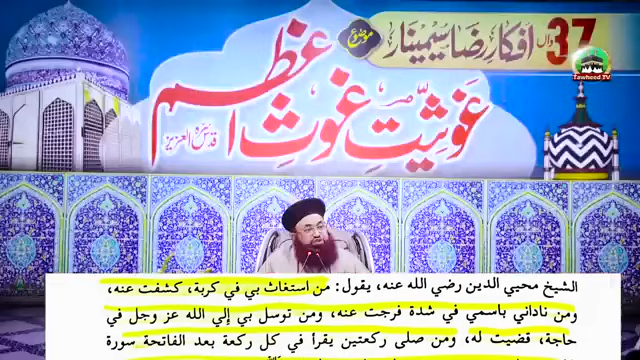 37 واں افکارِ رضا سیمینار
موضوع
غوثیتِ غوثِ اعظم
قدس سرہ العزیز
Tawheed TV
الشيخ محيي الدين رضي الله عنه، يقول: من استغاث بي في كربة، كشفت عنه،
ومن ناداني باسمي في شدة فرجت عنه، ومن توسل بي إلي الله عز وجل في
حاجة، قضيت له، ومن صلى ركعتين يقرأ في كل ركعة بعد الفاتحة سورة